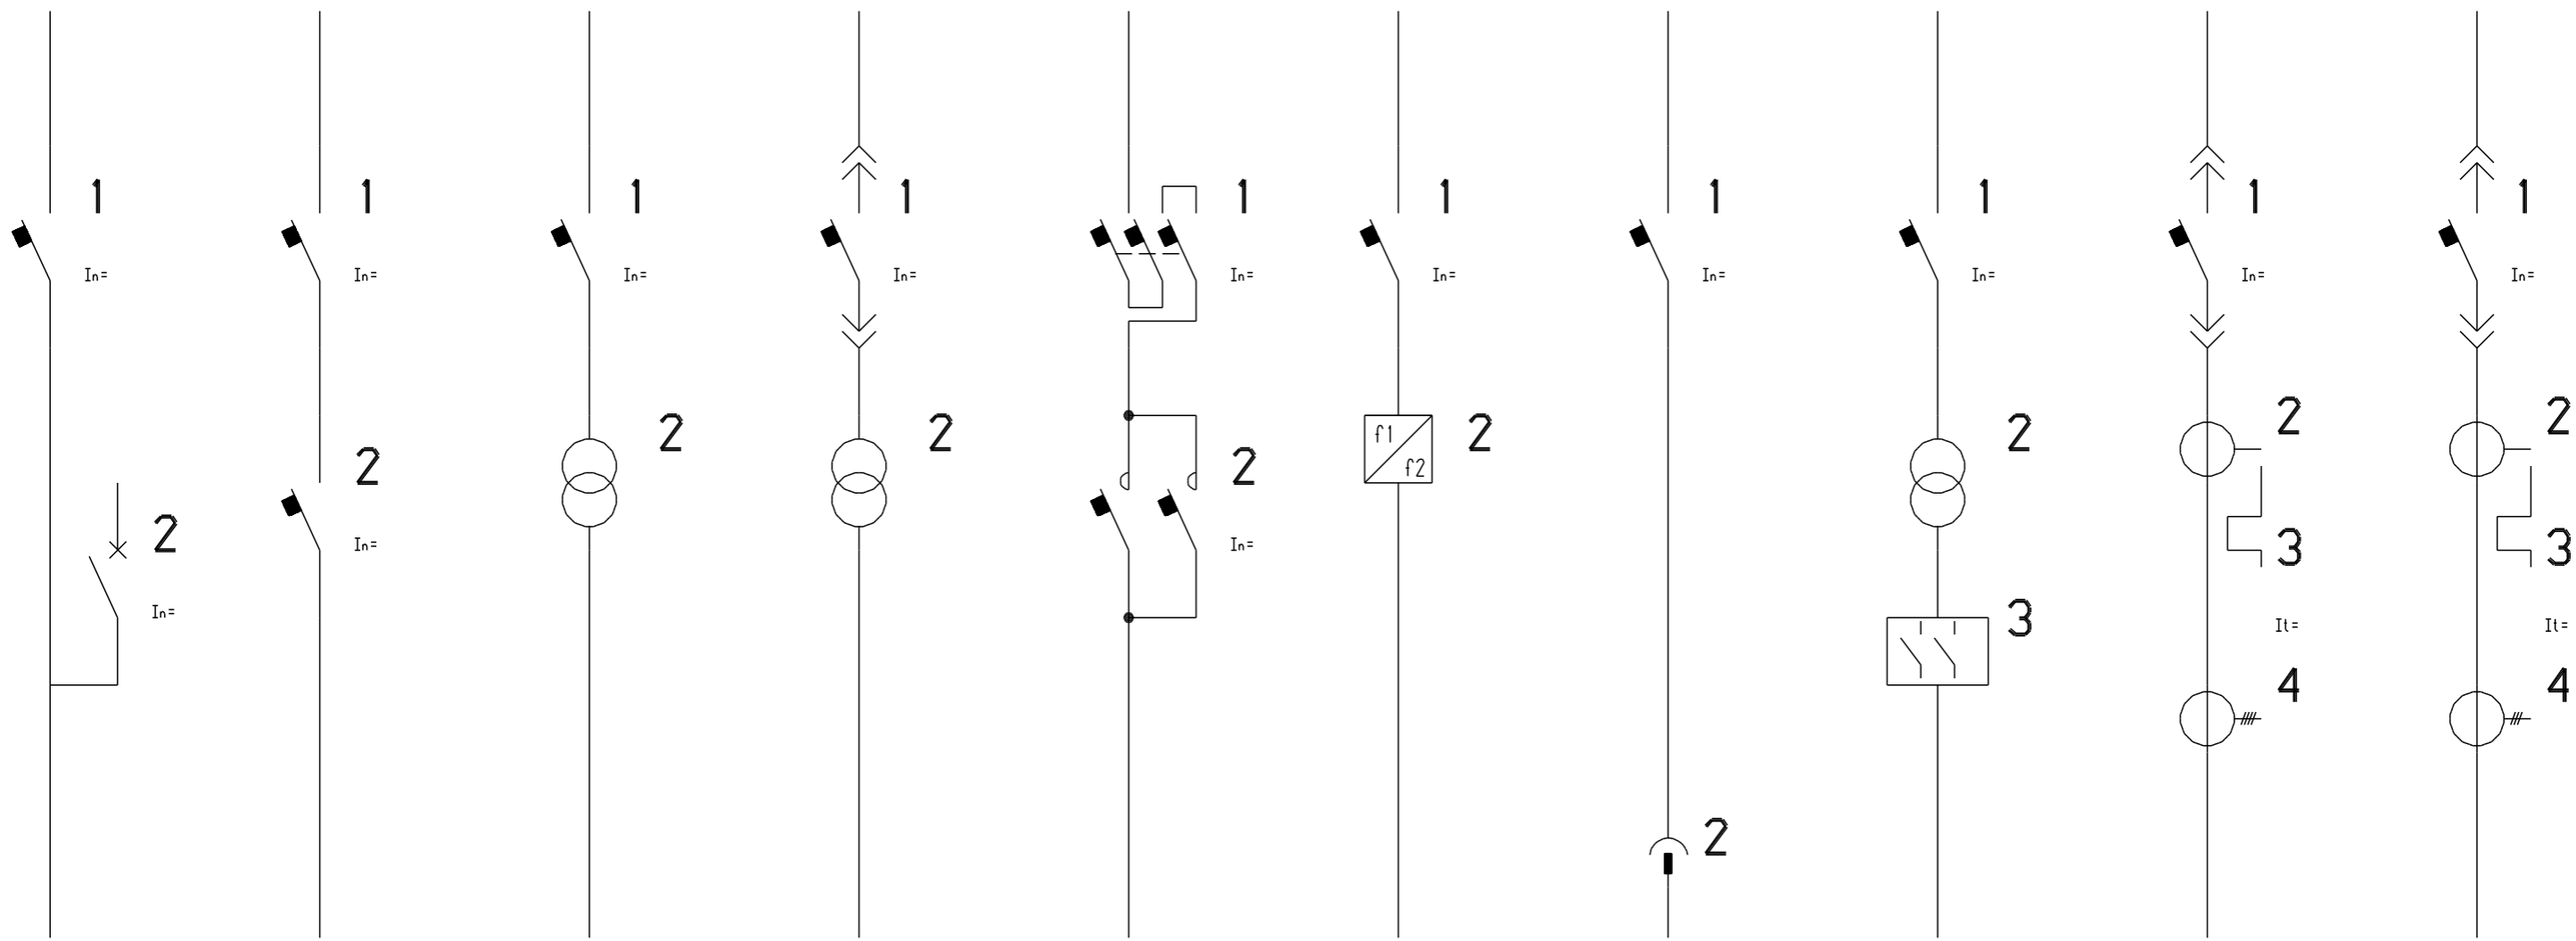 1 1 1 1 1 1 1 1 1 1
In= In= In= In= In= In= In= In= In= In=
2 2 2 2 2 2 2
f1
f2
2 2
2
In= In=
3 3
In=
3
It= It=
4 4
2